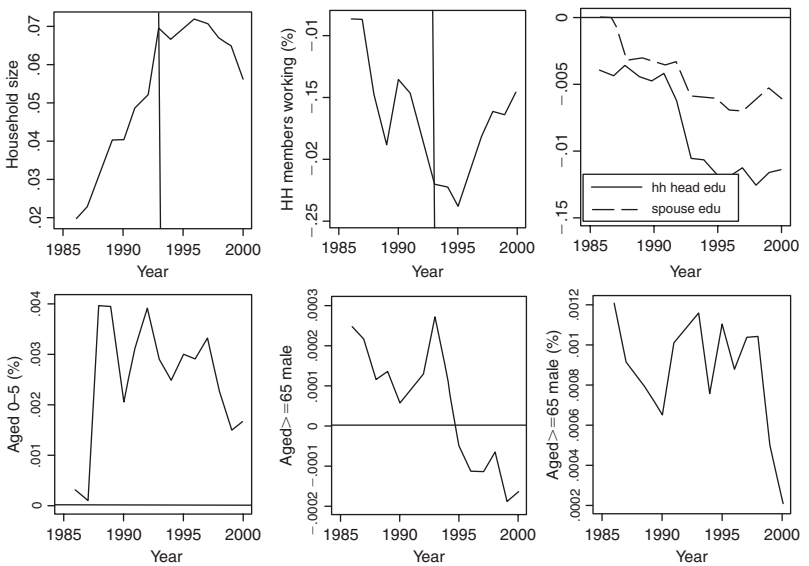 Household size
.07
.06
.05
.04
.03
.02
1985 1990 1995 2000
Year
HH members working (%)
−.01
−.15
−.02
−.25
1985 1990 1995 2000
Year
0
−.005
−.01
−.15
hh head edu
spouse edu
1985 1990 1995 2000
Year
Aged 0–5 (%)
.004
.003
.002
.001
0
1985 1990 1995 2000
Year
Aged>=65 male
.0003
.0002
.0001
0
−.0001
−.0002
1985 1990 1995 2000
Year
Aged>=65 male (%)
.0012
.001
.0008
.0006
.0004
.0002
1985 1990 1995 2000
Year